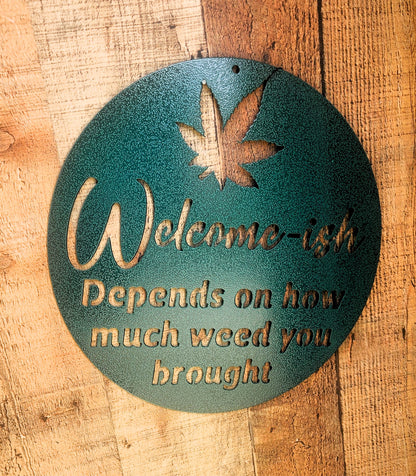 Welcome-ish
Depends on how
much weed you
brought